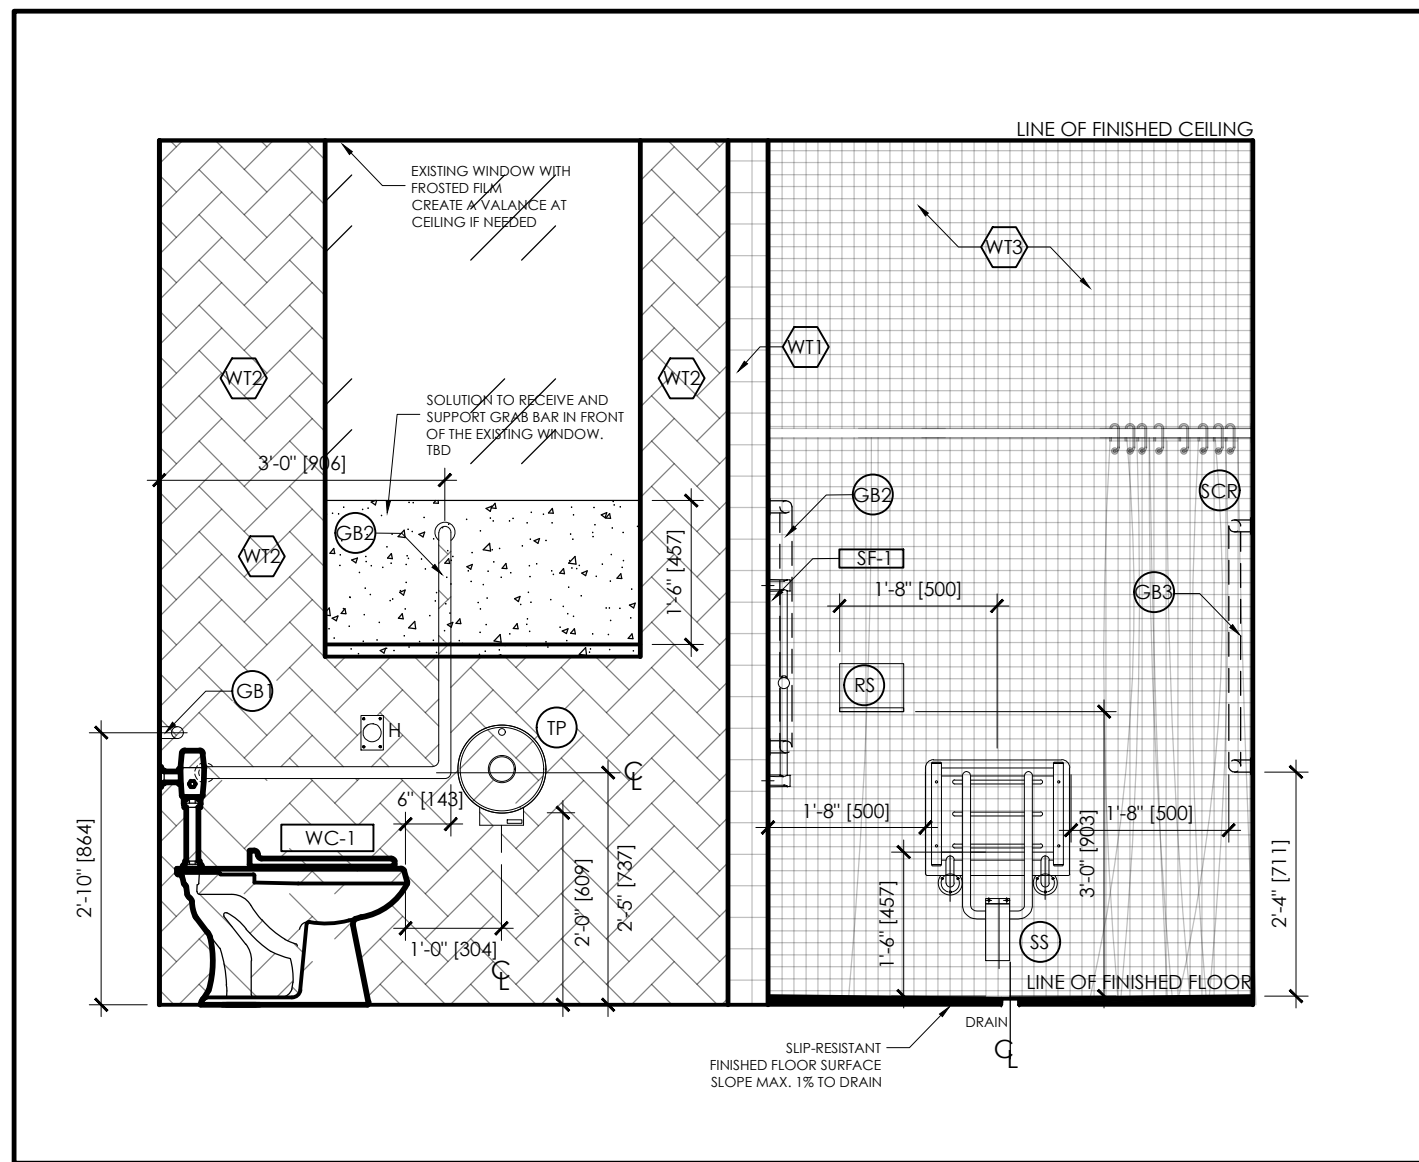 LINE OF FINISHED CEILING
EXISTING WINDOW WITH
FROSTED FILM
CREATE A VALANCE AT
CEILING IF NEEDED
WT3
WT1
WT2
WT2
SOLUTION TO RECEIVE AND
SUPPORT GRAB BAR IN FRONT
OF THE EXISTING WINDOW.
TBD
3'-0" [906]
GB2
SCR
GB2
WT2
SF-1
1'-6" [457]
1'-8" [500]
GB3
RS
GB1
TP
H
CL
6" [143]
WC-1
1'-8" [500]
1'-8" [500]
2'-10" [864]
3'-0" [903]
2'-0" [609]
2'-5" [737]
1'-6" [457]
2'-4" [711]
1'-0" [304]
SS
CL
LINE OF FINISHED FLOOR
DRAIN
CL
SLIP-RESISTANT
FINISHED FLOOR SURFACE
SLOPE MAX. 1% TO DRAIN